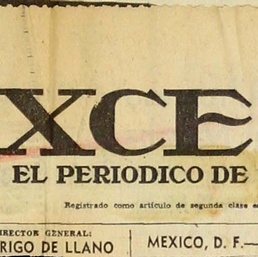 XCE
EL PERIODICO DE
Registrado como artículo de segunda clase e
DIRECTOR GENERAL:
RIGO DE LLANO
MEXICO, D. F.—